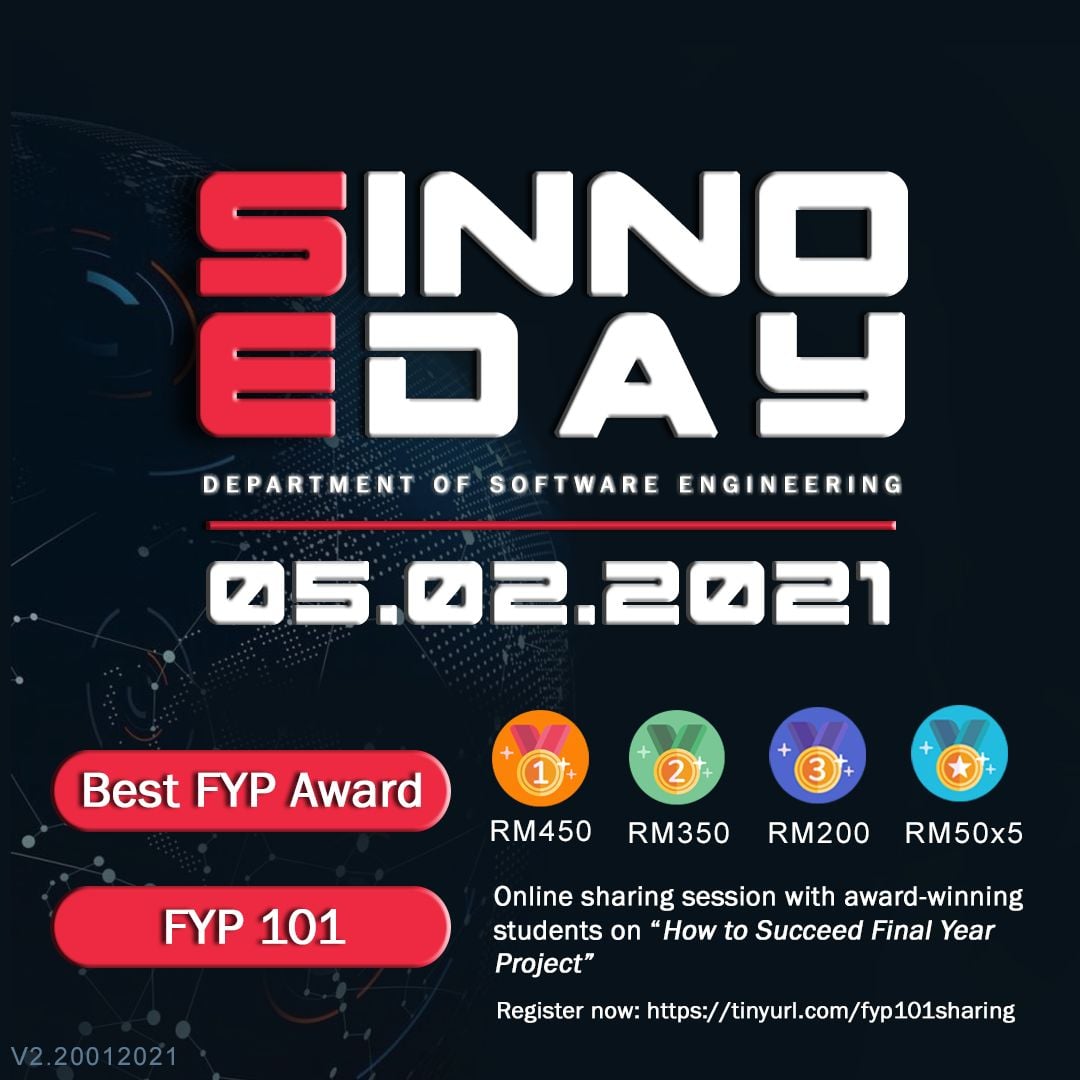 SINNO
EDAY
DEPARTMENT OF SOFTWARE ENGINEERING
05.02.2021
Best FYP Award
1
2
3
RM450
RM350
RM200
RM50x5
FYP 101
Online sharing session with award-winning
students on “How to Succeed Final Year
Project”
Register now: https://tinyurl.com/fyp101sharing
V2.20012021